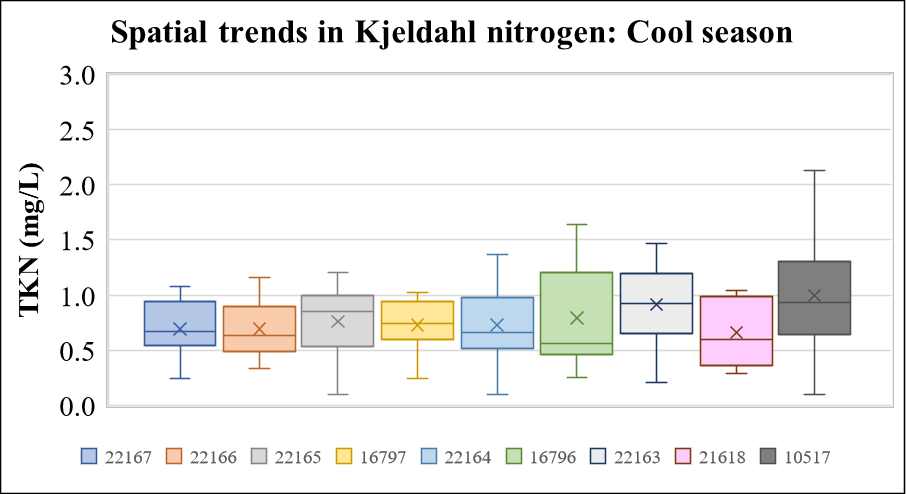 Spatial trends in Kjeldahl nitrogen: Cool season
TKN (mg/L)
3.0
2.5
2.0
1.5
1.0
0.5
0.0
22167 22166 22165 16797 22164 16796 22163 21618 10517